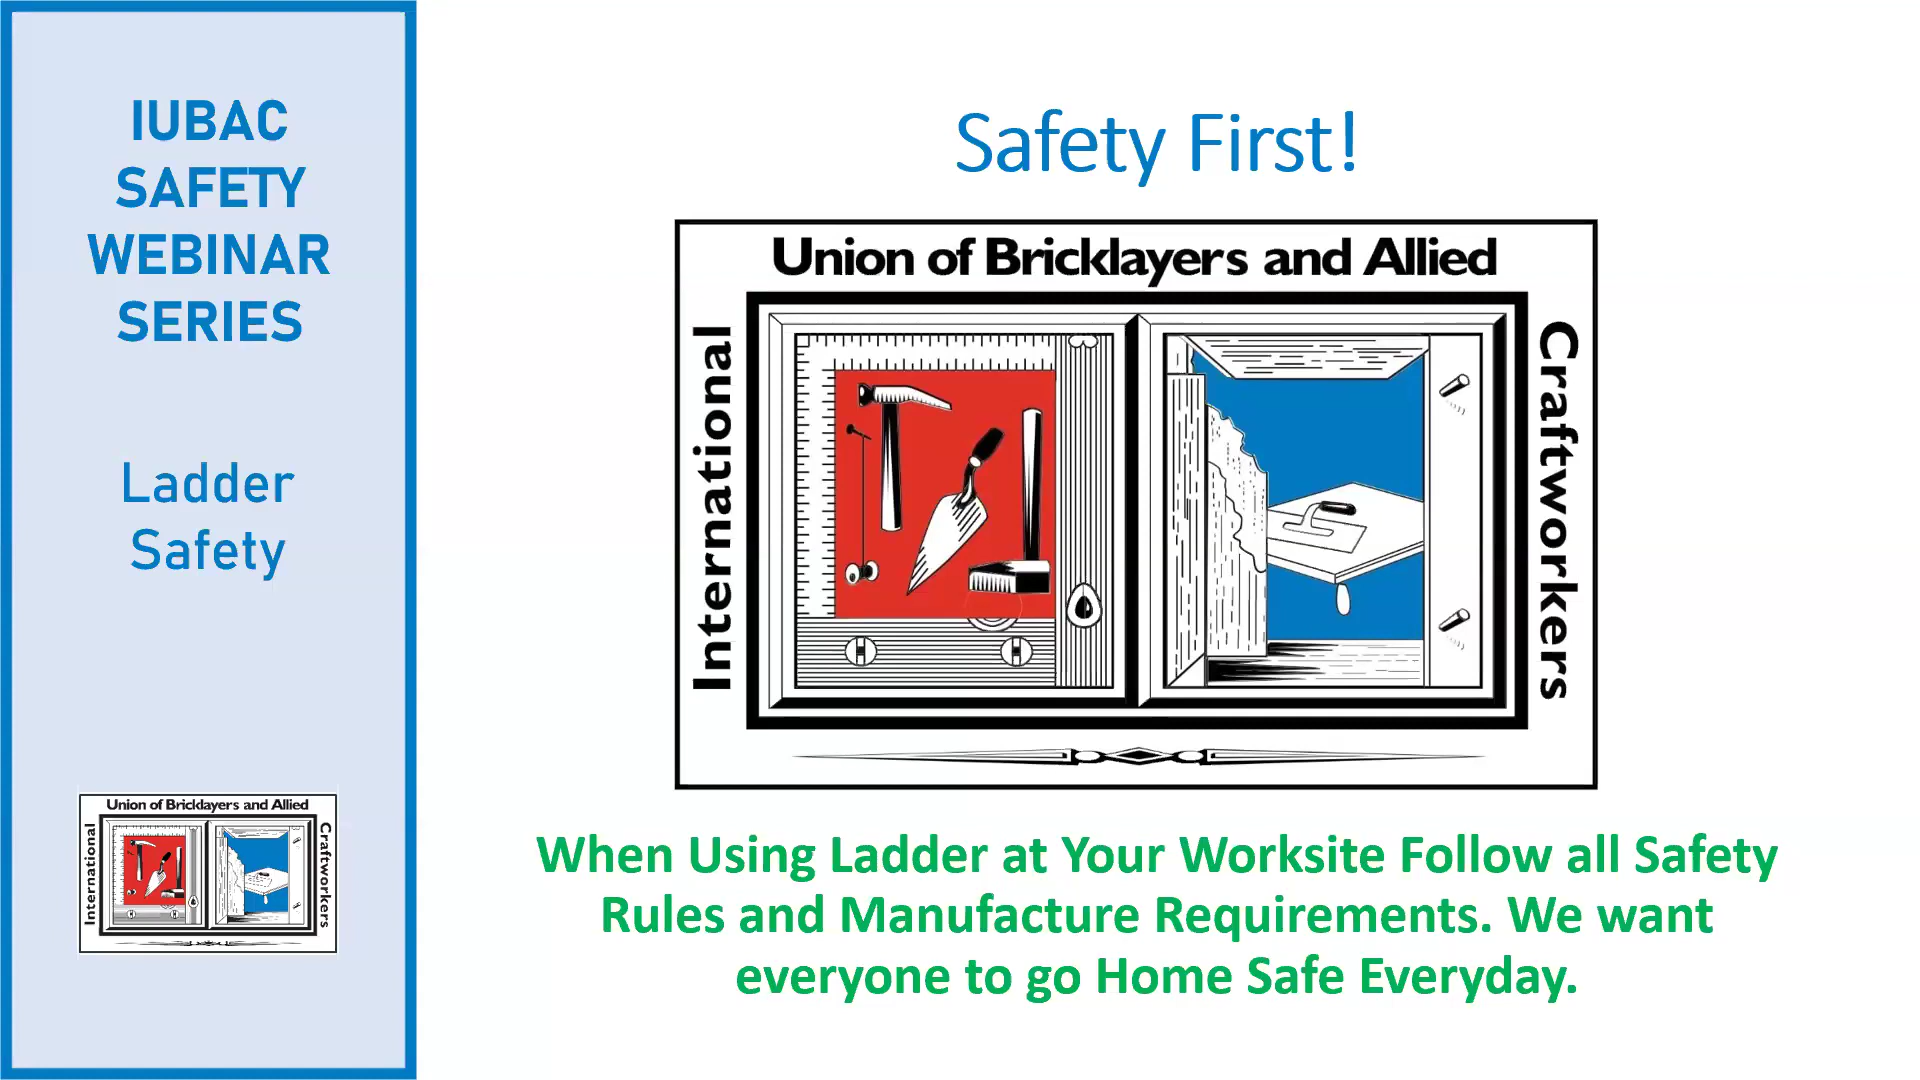 IUBAC
SAFETY
WEBINAR
SERIES
Ladder
Safety
Union of Bricklayers and Allied
International
Craftworkers
Safety First!
Union of Bricklayers and Allied
International
Craftworkers
When Using Ladder at Your Worksite Follow all Safety
Rules and Manufacture Requirements. We want
everyone to go Home Safe Everyday.